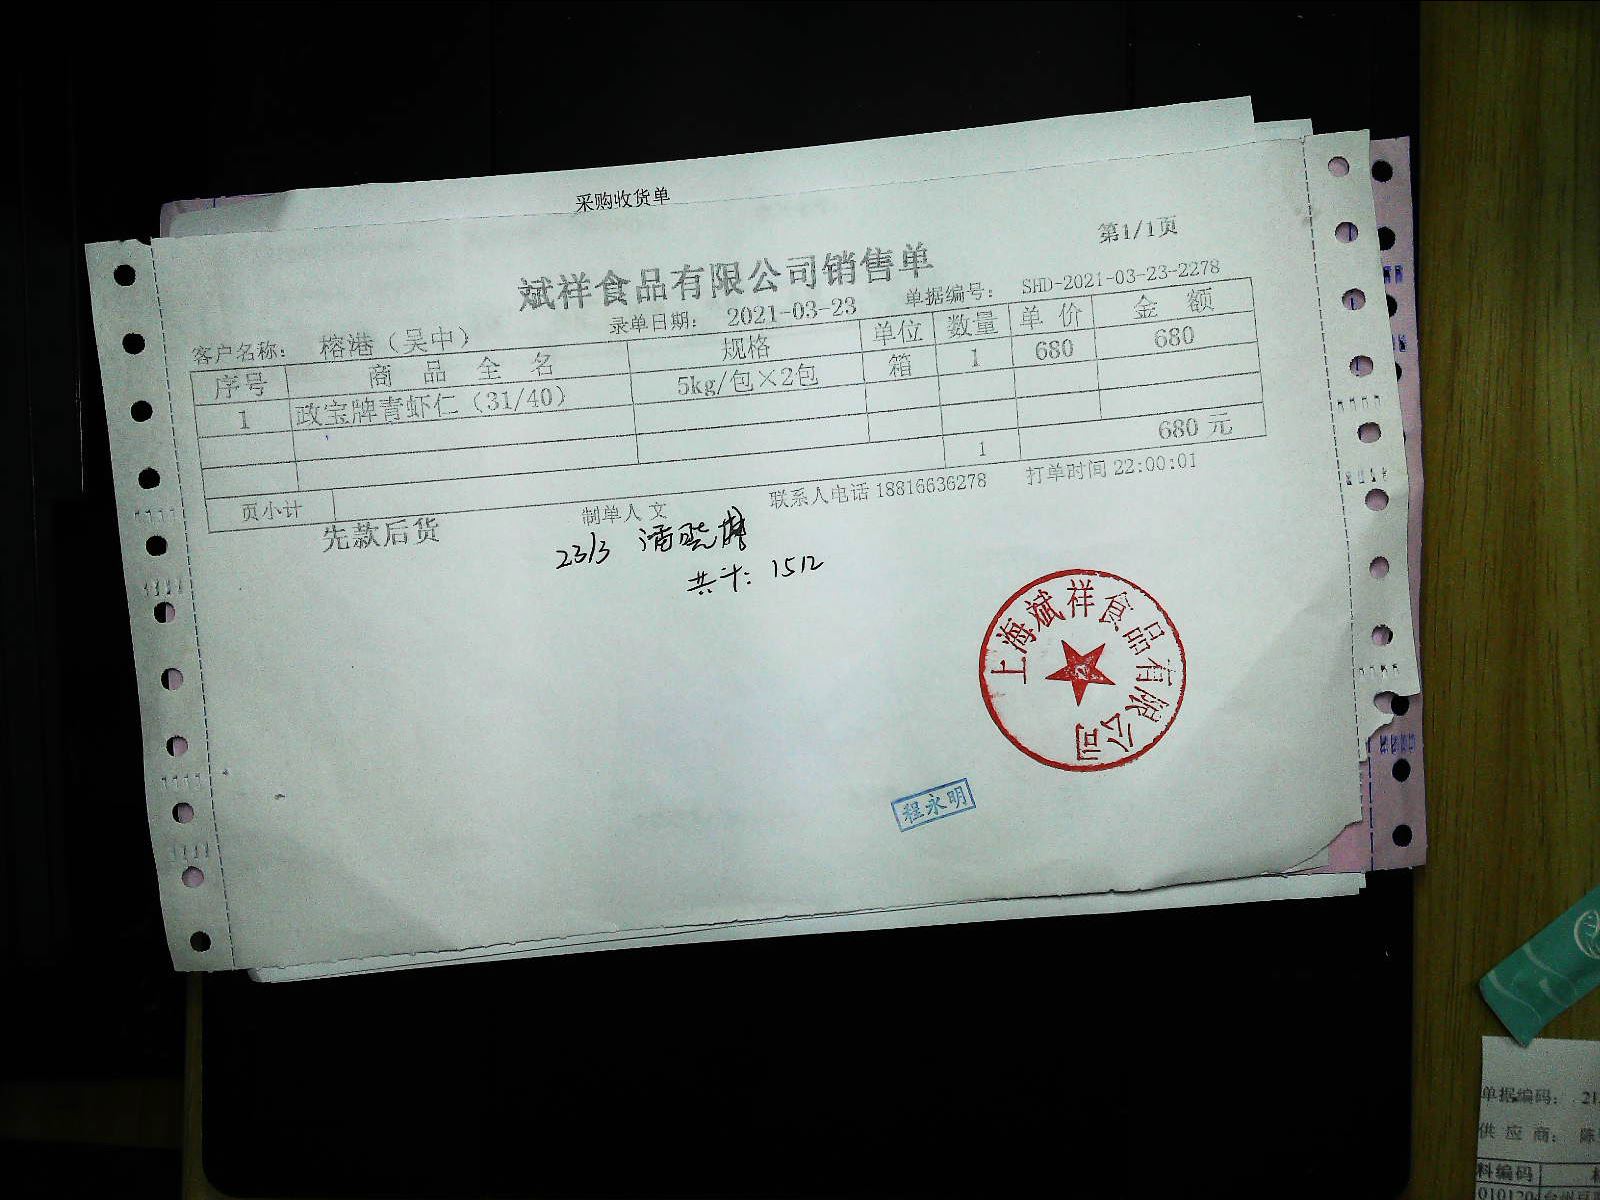 采购收货单
第1/1页
斌祥食品有限公司销售单
录单日期： 2021-03-23 单据编号： SHD-2021-03-23-2278
客户名称： 榕港（吴中）
序号 商品全名 规格 单位 数量 单价 金额
1 政宝牌青虾仁（31/40） 5kg/包×2包 箱 1 680 680
页小计 1 680 元
先款后货 制单人 文 联系人电话 18816636278 打单时间 22:00:01
23/3 潘晓
共计：1512
上海斌祥食品有限公司
程永明
单据编码： 21
供应商： 陈
料编码
010120